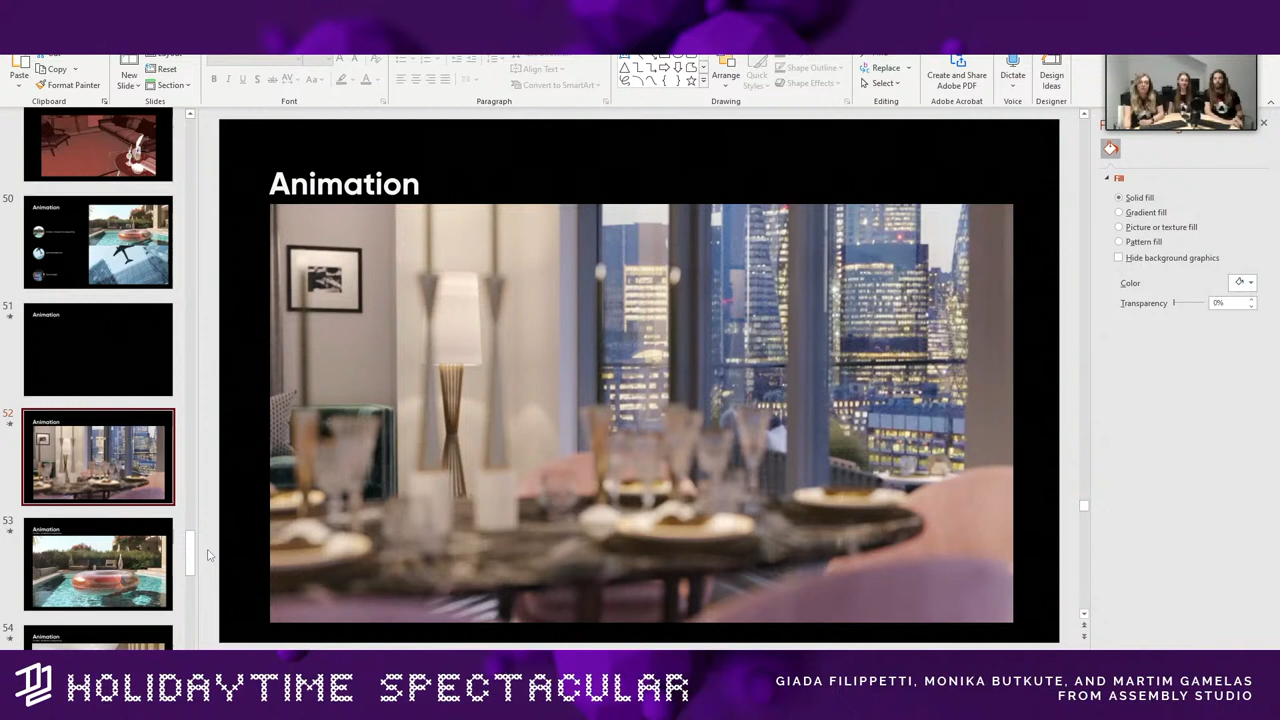 Paste
Copy
Format Painter
Clipboard
New
Slide
Reset
Section
Slides
B I U S ab AV Aa A
Font
Align Text
Convert to SmartArt
Paragraph
Arrange
Quick
Styles
Shape Outline
Shape Effects
Drawing
Replace
Select
Editing
Create and Share
Adobe PDF
Adobe Acrobat
Dictate
Voice
Design
Ideas
Designer
50
Animation
51
Animation
52
Animation
53
Animation
54
Animation
Animation
Fill
Solid fill
Gradient fill
Picture or texture fill
Pattern fill
Hide background graphics
Color
Transparency
0%
HOLIDAYTIME SPECTACULAR
GIADA FILIPPETTI, MONIKA BUTKUTE, AND MARTIM GAMELAS
FROM ASSEMBLY STUDIO